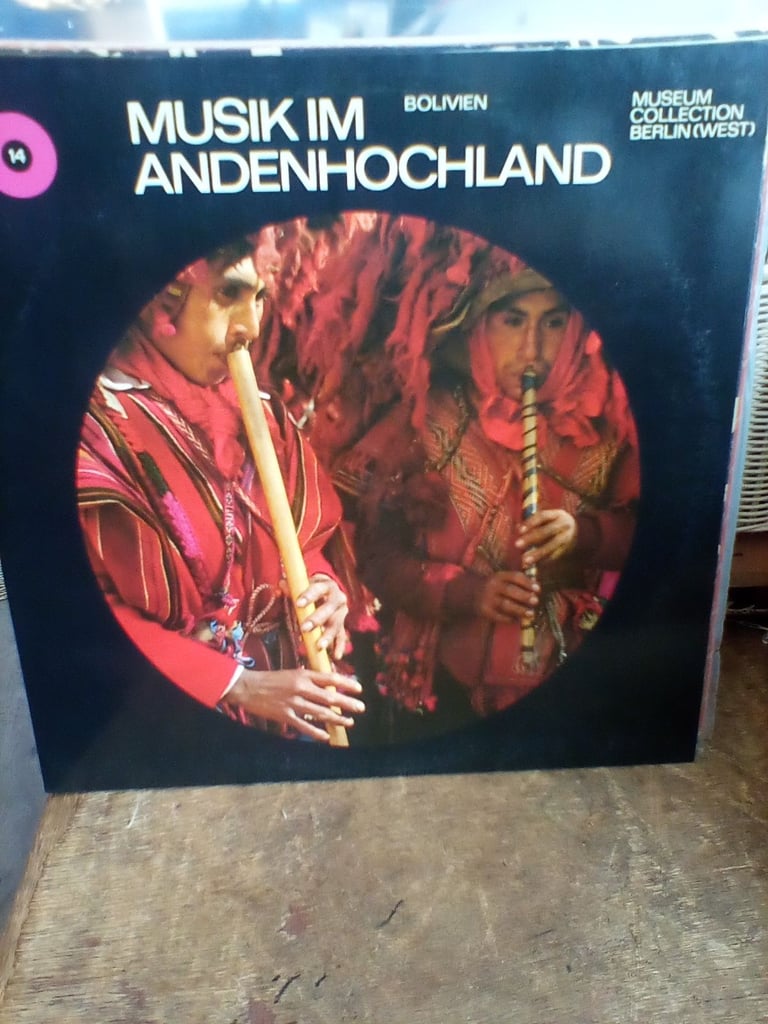 14
MUSIK IM
ANDENHOCHLAND
BOLIVIEN
MUSEUM
COLLECTION
BERLIN (WEST)